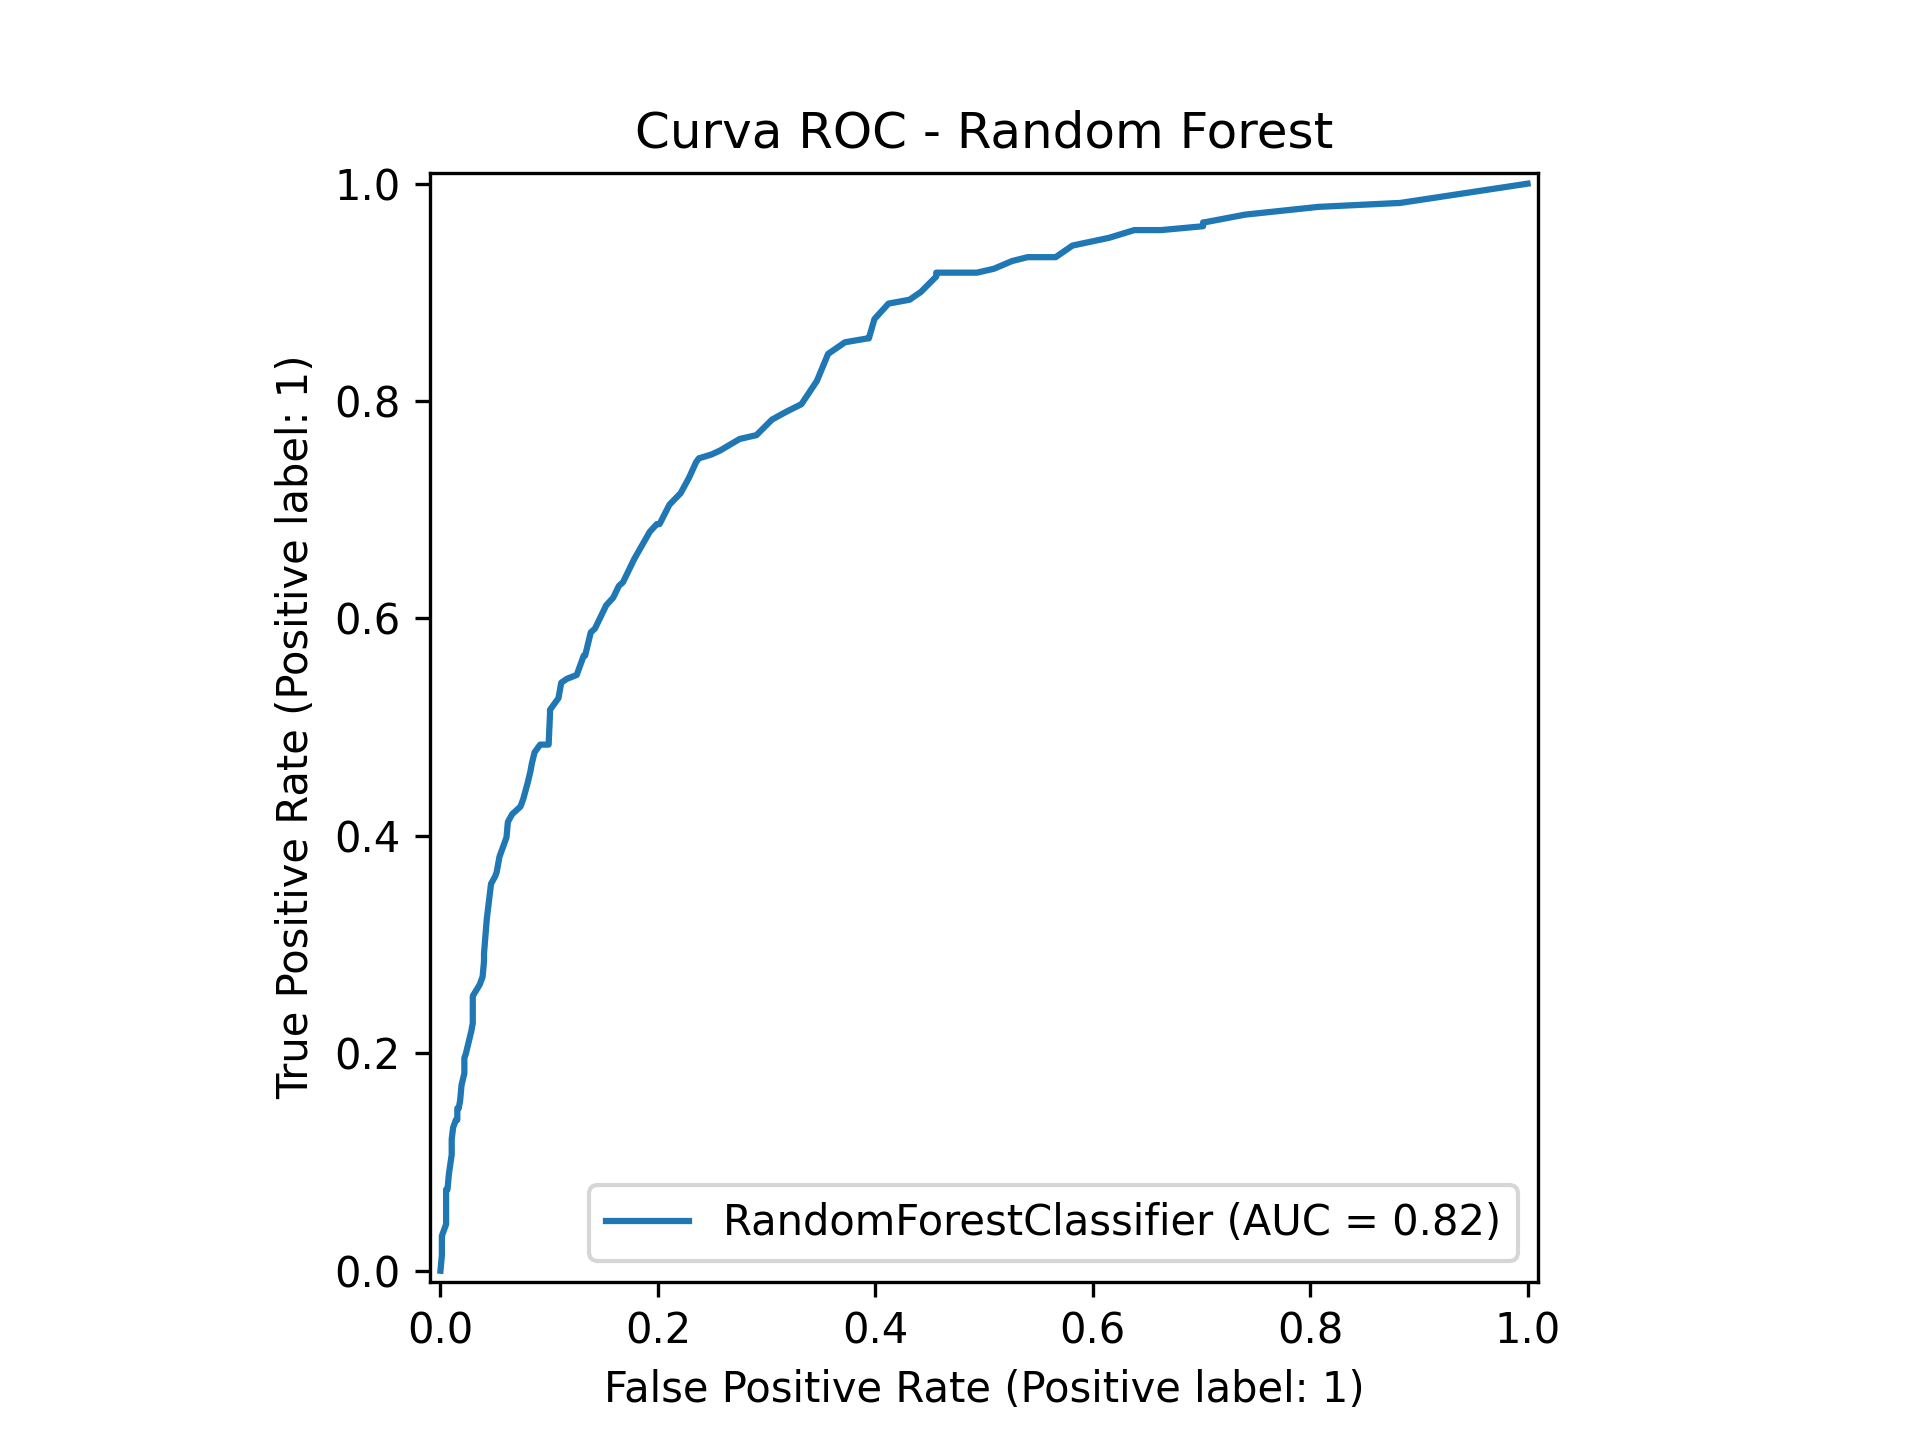 Curva ROC - Random Forest
True Positive Rate (Positive label: 1)
1.0
0.8
0.6
0.4
0.2
0.0
RandomForestClassifier (AUC = 0.82)
0.0 0.2 0.4 0.6 0.8 1.0
False Positive Rate (Positive label: 1)